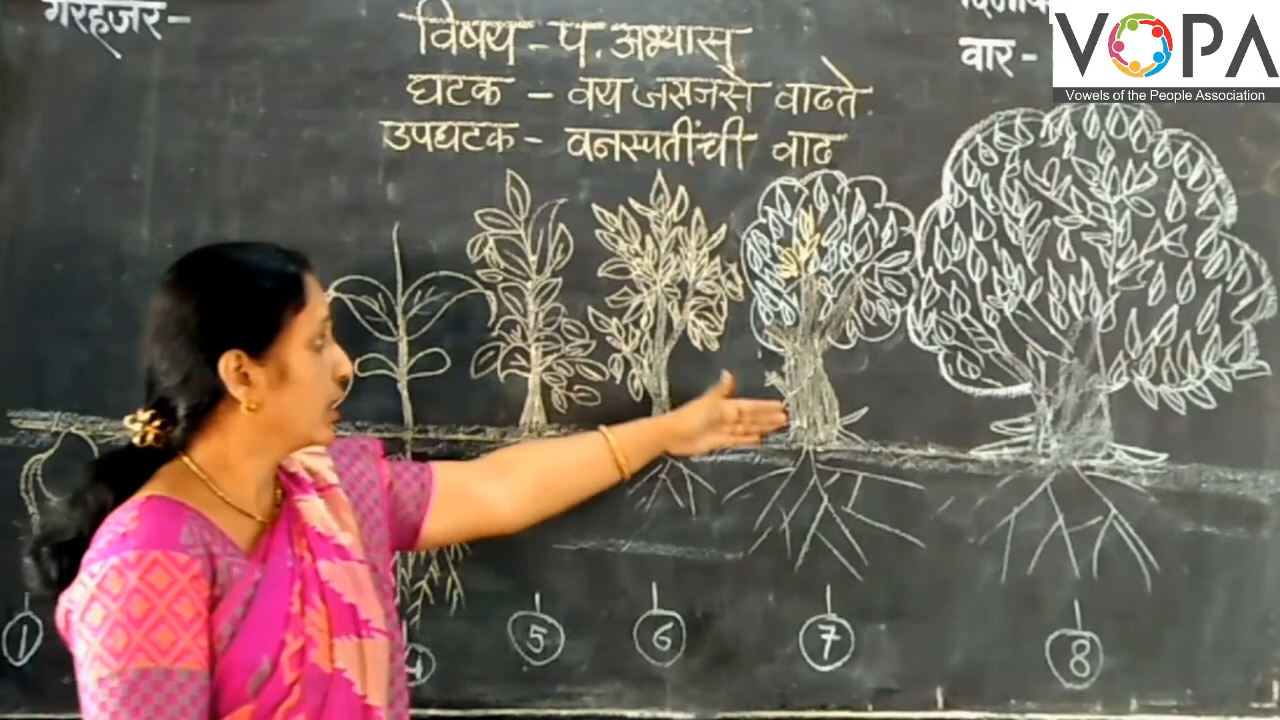 गैरहजर -
विषय - प. अभ्यास
घटक - वय जसजसे वाढते
उपघटक - वनस्पतींची वाढ
वार -
VOPA
Vowels of the People Association
1
4
5
6
7
8